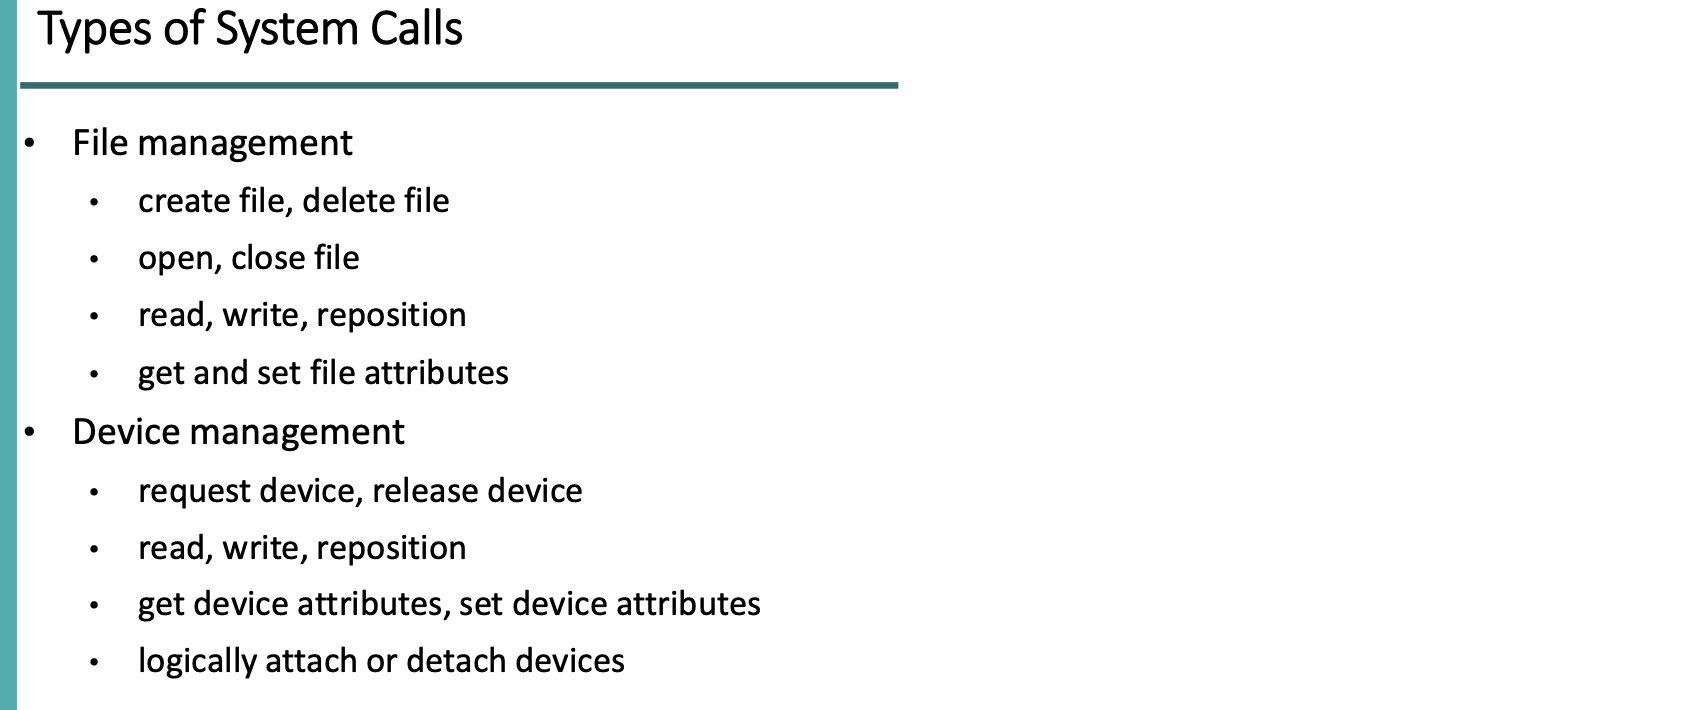 Types of System Calls
• File management
• create file, delete file
• open, close file
• read, write, reposition
• get and set file attributes
• Device management
• request device, release device
• read, write, reposition
• get device attributes, set device attributes
• logically attach or detach devices